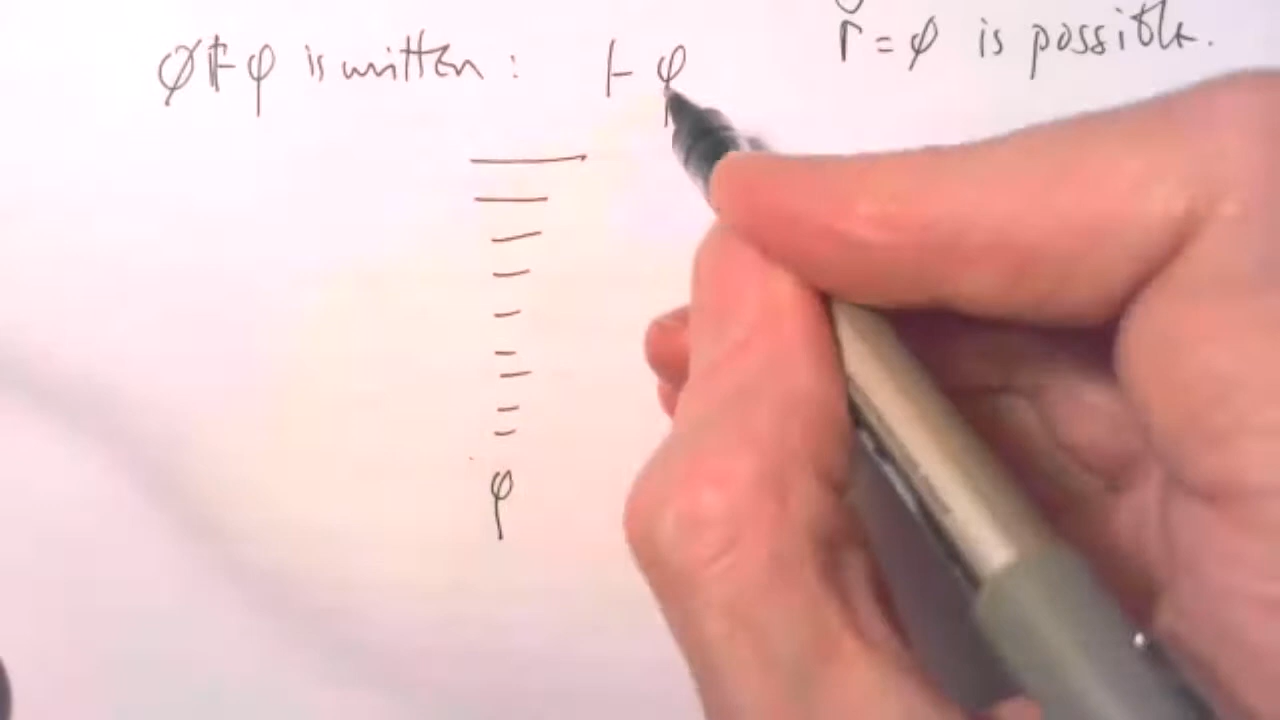 ∅ ⊢ φ is written : ⊢ φ
Γ = ∅ is possible.
φ